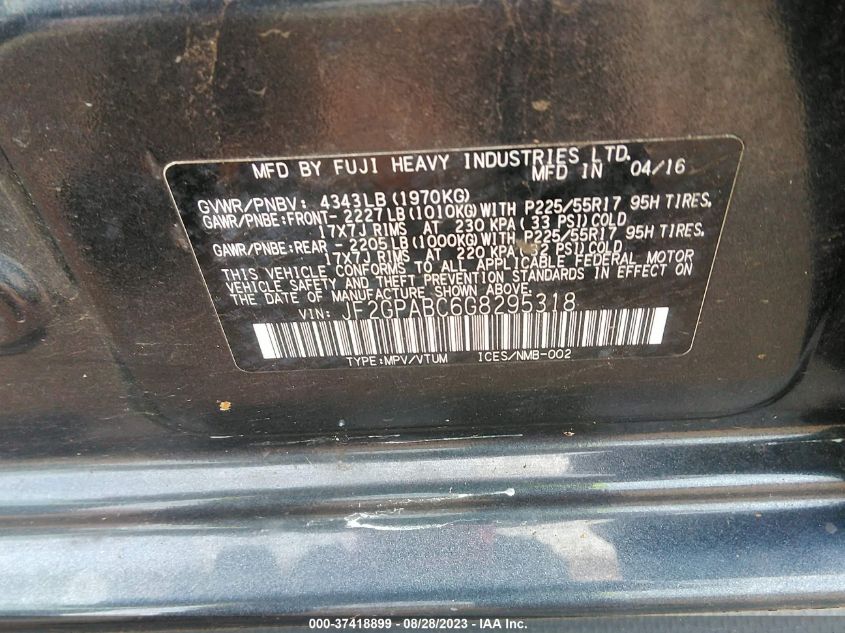 MFD BY FUJI HEAVY INDUSTRIES LTD.
MFD IN 04/16
GVWR/PNBV: 4343LB(1970KG)
GAWR/PNBE:FRONT- 2227LB(1010KG)WITH P225/55R17 95H TIRES,
17X7J RIMS AT 230 KPA( 33 PSI)COLD
GAWR/PNBE:REAR - 2205LB(1000KG)WITH P225/55R17 95H TIRES,
17X7J RIMS AT 220 KPA( PSI)COLD
THIS VEHICLE CONFORMS TO ALL APPLICABLE FEDERAL MOTOR
VEHICLE SAFETY AND THEFT PREVENTION STANDARDS IN EFFECT ON
THE DATE OF MANUFACTURE SHOWN ABOVE.
VIN: JF2GPABC6G8295318
TYPE:MPV/VTUM ICES/NMB-002
000-37418899 - 08/28/2023 - IAA Inc.